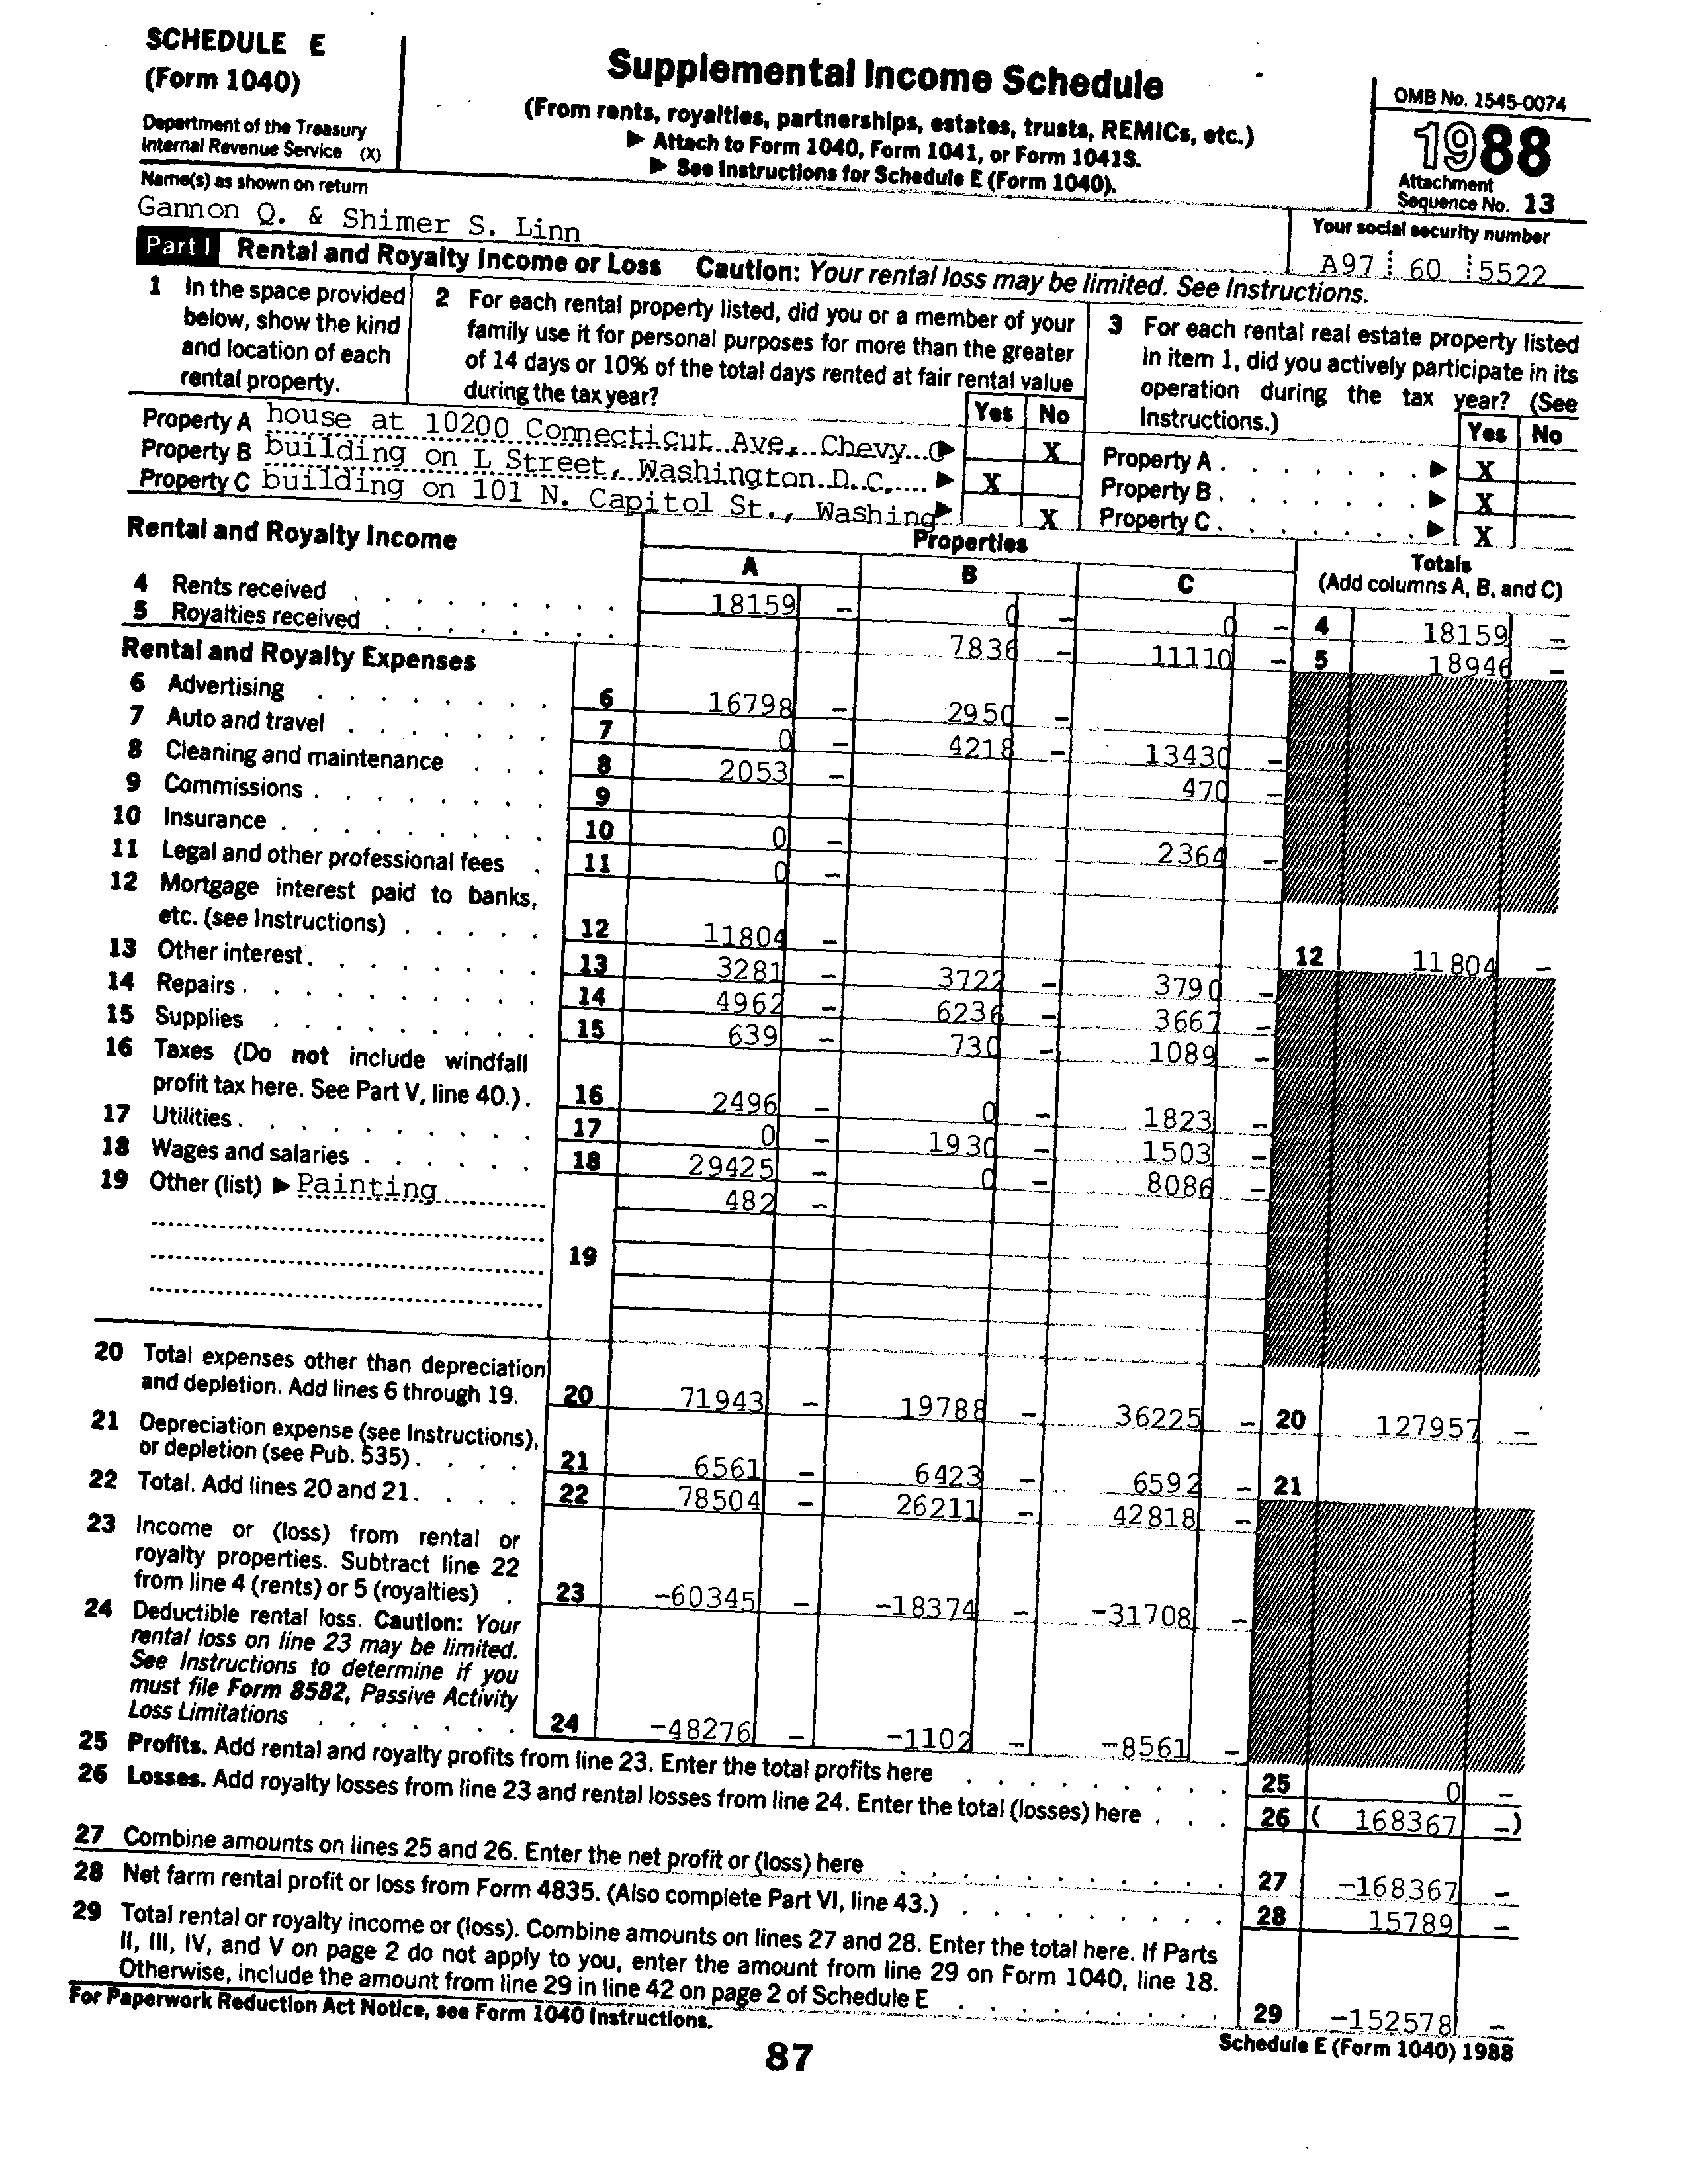 SCHEDULE E
(Form 1040)
Department of the Treasury
Internal Revenue Service (X)
Supplemental Income Schedule
(From rents, royalties, partnerships, estates, trusts, REMICs, etc.)
▶ Attach to Form 1040, Form 1041, or Form 1041S.
▶ See Instructions for Schedule E (Form 1040).
OMB No. 1545-0074
1988
Attachment
Sequence No. 13
Name(s) as shown on return
Gannon Q. & Shimer S. Linn
Your social security number
A97 60 5522
Part I Rental and Royalty Income or Loss Caution: Your rental loss may be limited. See Instructions.
1 In the space provided
below, show the kind
and location of each
rental property.
2 For each rental property listed, did you or a member of your
family use it for personal purposes for more than the greater
of 14 days or 10% of the total days rented at fair rental value
during the tax year?
3 For each rental real estate property listed
in item 1, did you actively participate in its
operation during the tax year? (See
Instructions.)
Yes No
Yes No
Property A house at 10200 Connecticut Ave, Chevy C ▶ X
Property B building on L Street, Washington D.C. ▶ X
Property C building on 101 N. Capitol St., Washing ▶ X
Property A . . . . . . . ▶ X
Property B . . . . . . . ▶ X
Property C . . . . . . . ▶ X
Rental and Royalty Income
Properties
A B C
Totals
(Add columns A, B, and C)
4 Rents received 18159 – 0 – 0 – 4 18159 –
5 Royalties received 7836 – 11110 – 5 18946 –
Rental and Royalty Expenses
6 Advertising 6 16798 – 2950 –
7 Auto and travel 7 0 – 4218 – 13430 –
8 Cleaning and maintenance 8 2053 – 470 –
9 Commissions 9
10 Insurance 10 0 – 2364 –
11 Legal and other professional fees 11 0 –
12 Mortgage interest paid to banks,
etc. (see Instructions) 12 11804 – 12 11804 –
13 Other interest 13 3281 – 3722 – 3790 –
14 Repairs 14 4962 – 6236 – 3667 –
15 Supplies 15 639 – 730 – 1089 –
16 Taxes (Do not include windfall
profit tax here. See Part V, line 40.) 16 2496 – 0 – 1823 –
17 Utilities 17 0 – 1930 – 1503 –
18 Wages and salaries 18 29425 – 0 – 8086 –
19 Other (list) ▶ Painting 482 –
19
20 Total expenses other than depreciation
and depletion. Add lines 6 through 19. 20 71943 – 19788 – 36225 – 20 127957 –
21 Depreciation expense (see Instructions),
or depletion (see Pub. 535) 21 6561 – 6423 – 6592 – 21
22 Total. Add lines 20 and 21 22 78504 – 26211 – 42818 –
23 Income or (loss) from rental or
royalty properties. Subtract line 22
from line 4 (rents) or 5 (royalties) 23 -60345 – -18374 – -31708 –
24 Deductible rental loss. Caution: Your
rental loss on line 23 may be limited.
See Instructions to determine if you
must file Form 8582, Passive Activity
Loss Limitations 24 -48276 – -1102 – -8561 –
25 Profits. Add rental and royalty profits from line 23. Enter the total profits here 25 0 –
26 Losses. Add royalty losses from line 23 and rental losses from line 24. Enter the total (losses) here 26 ( 168367 –)
27 Combine amounts on lines 25 and 26. Enter the net profit or (loss) here 27 -168367 –
28 Net farm rental profit or loss from Form 4835. (Also complete Part VI, line 43.) 28 15789 –
29 Total rental or royalty income or (loss). Combine amounts on lines 27 and 28. Enter the total here. If Parts
II, III, IV, and V on page 2 do not apply to you, enter the amount from line 29 on Form 1040, line 18.
Otherwise, include the amount from line 29 in line 42 on page 2 of Schedule E 29 -152578 –
For Paperwork Reduction Act Notice, see Form 1040 Instructions.
Schedule E (Form 1040) 1988
87